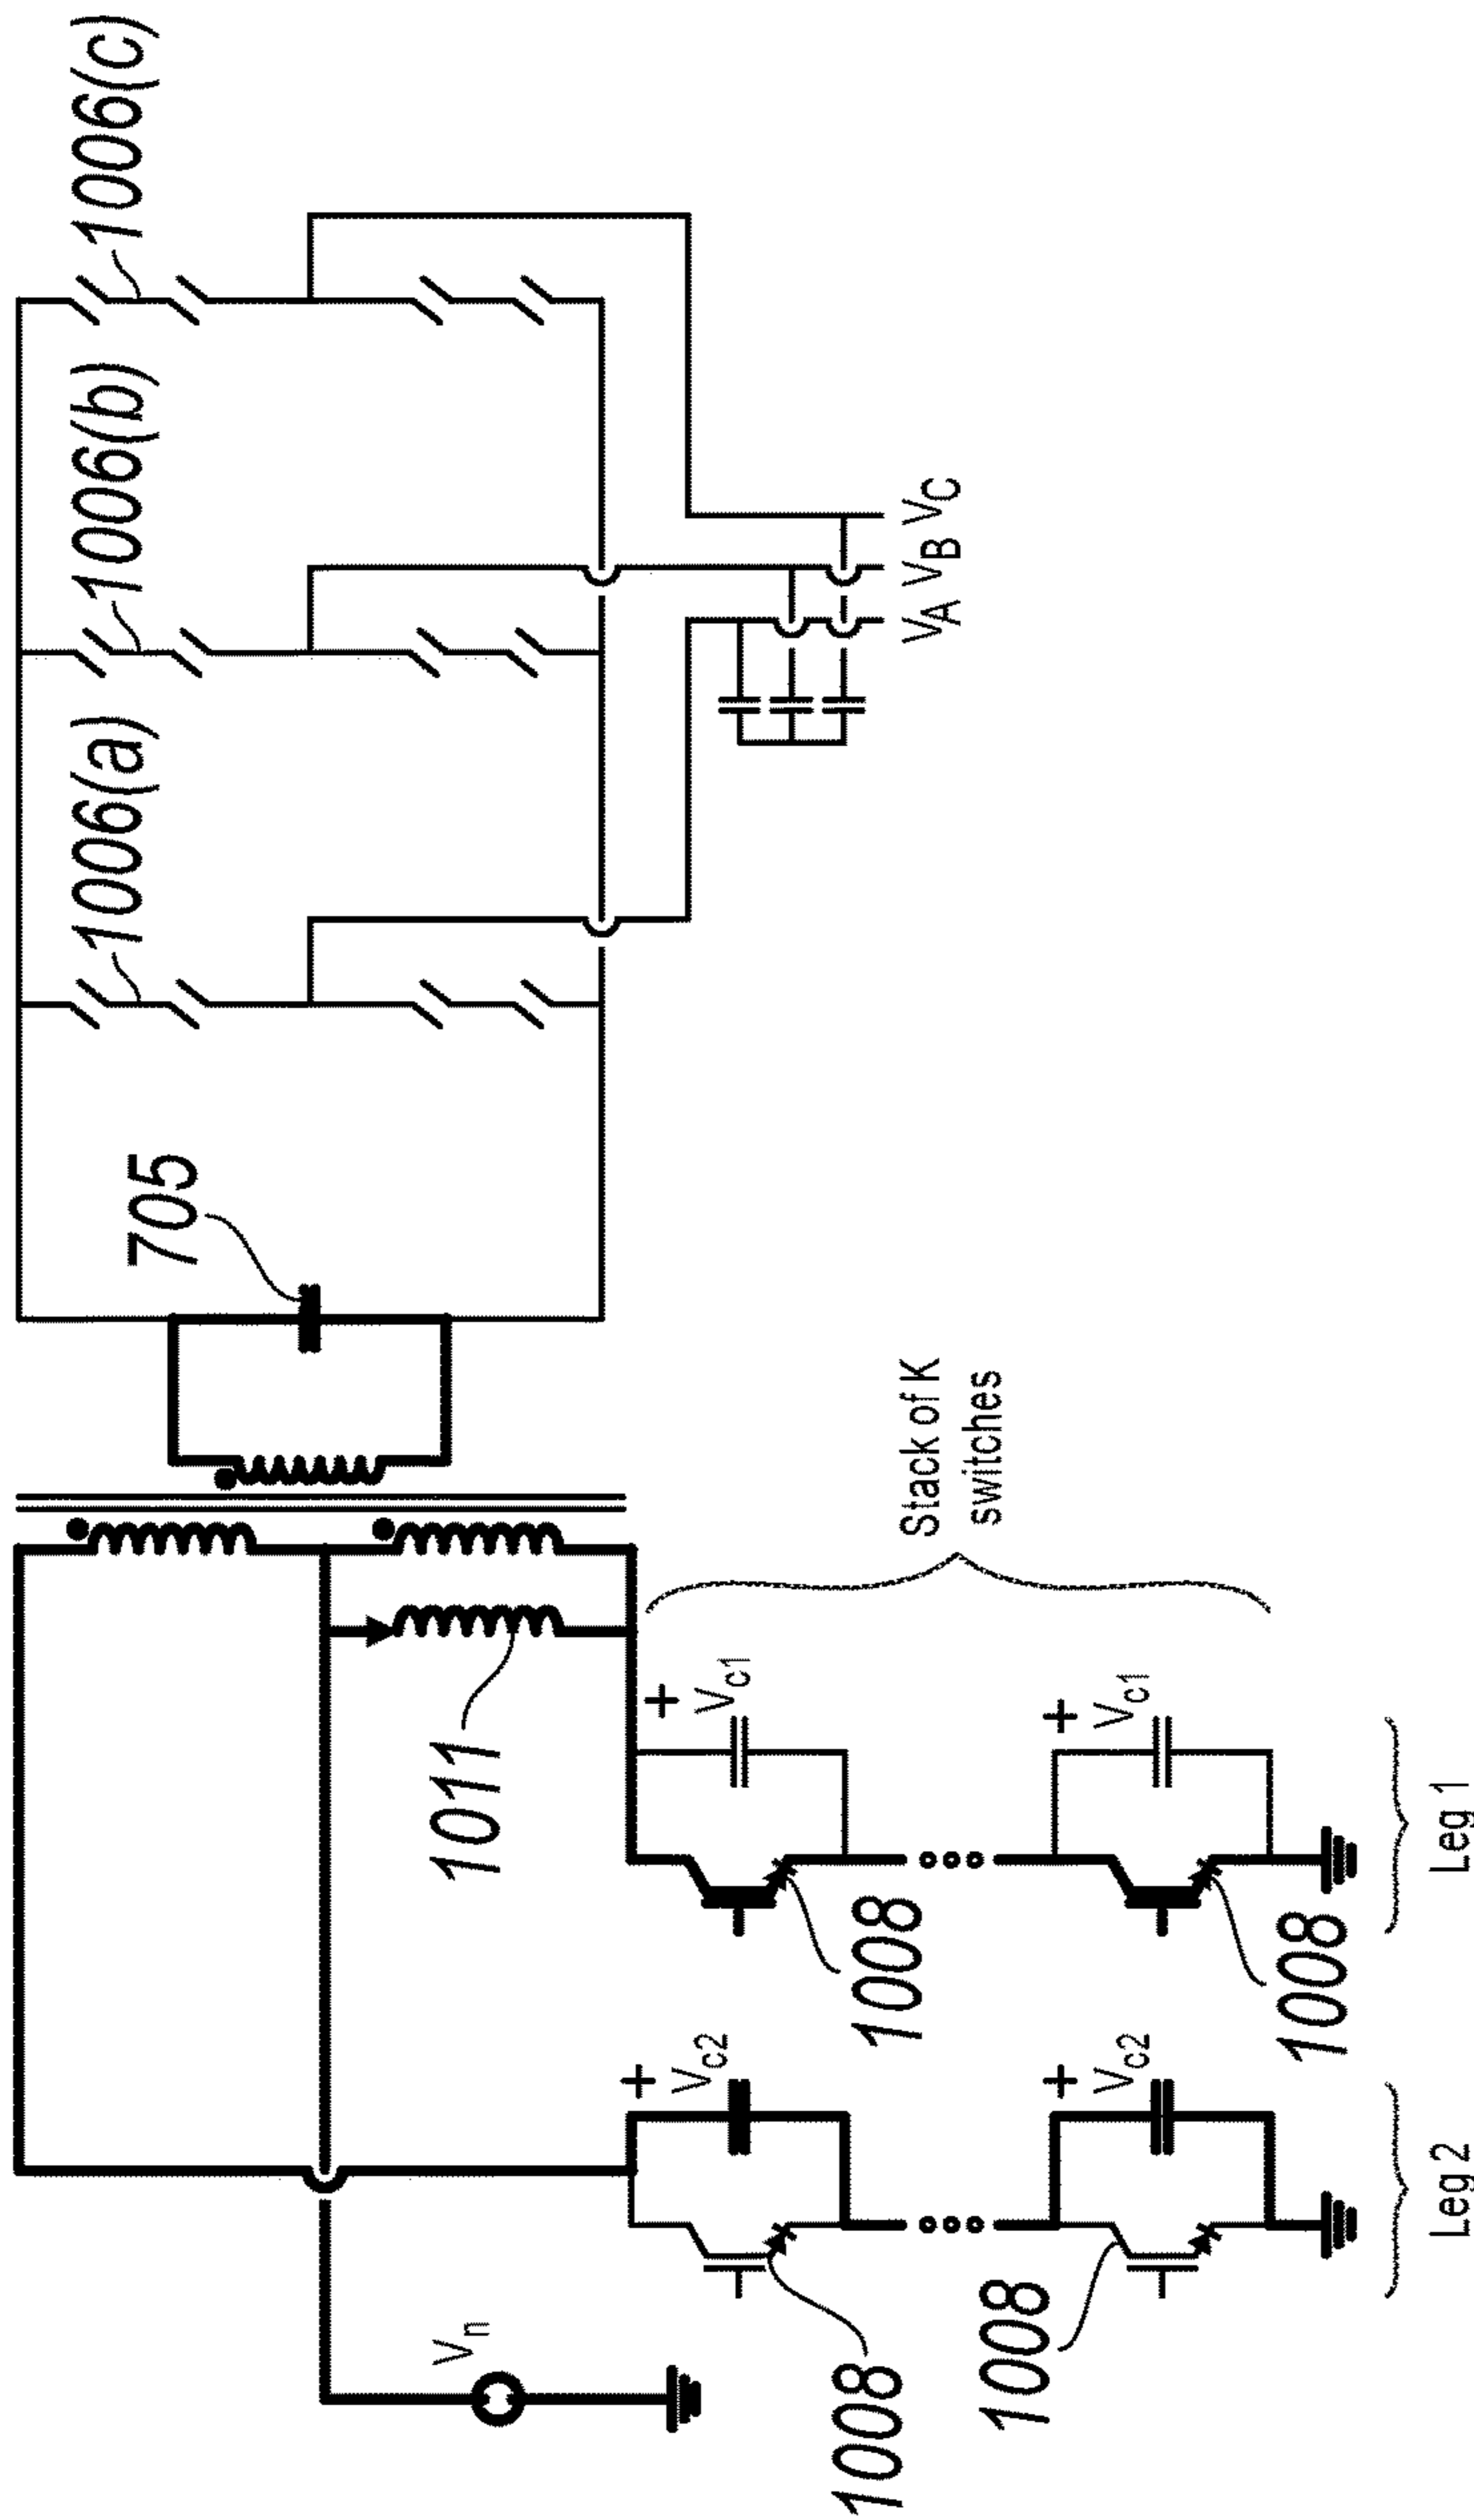 1006(a)
1006(b)
1006(c)
705
1011
Stack of K
switches
VA VB VC
Vn
+
Vc2
+
Vc1
1008
1008
+
Vc2
+
Vc1
1008
1008
Leg 2
Leg 1